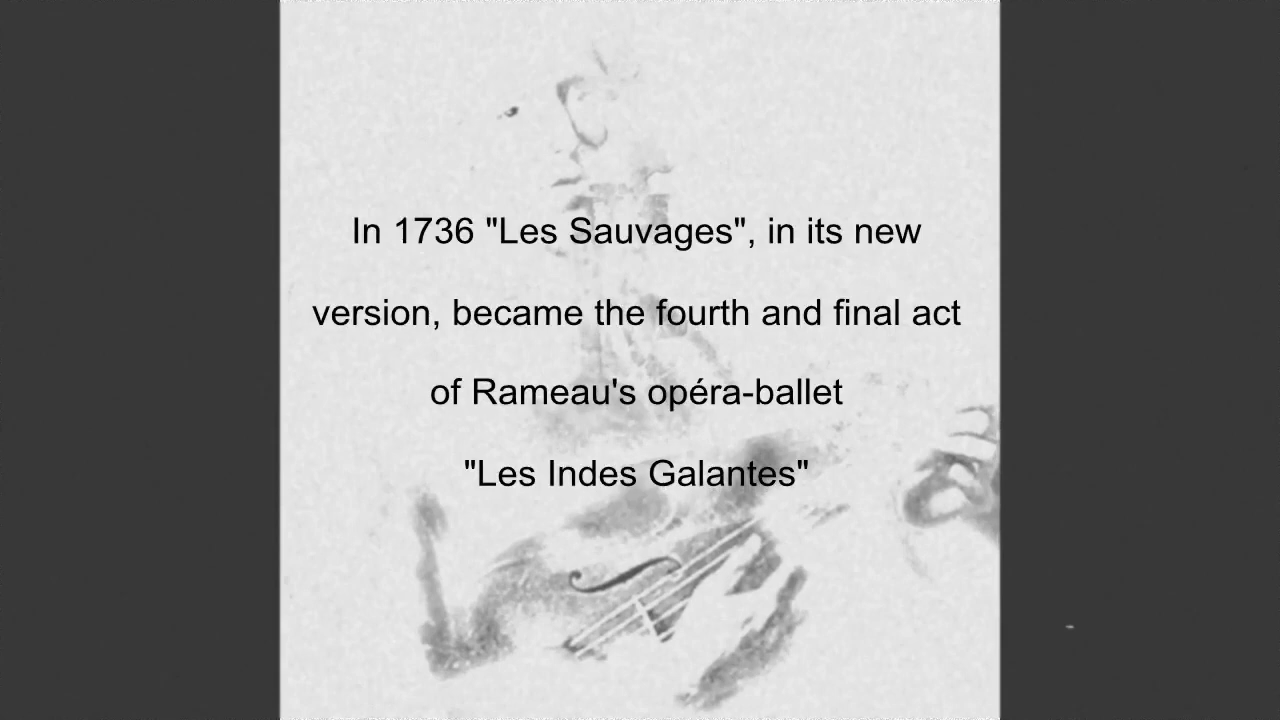 In 1736 "Les Sauvages", in its new
version, became the fourth and final act
of Rameau's opéra-ballet
"Les Indes Galantes"